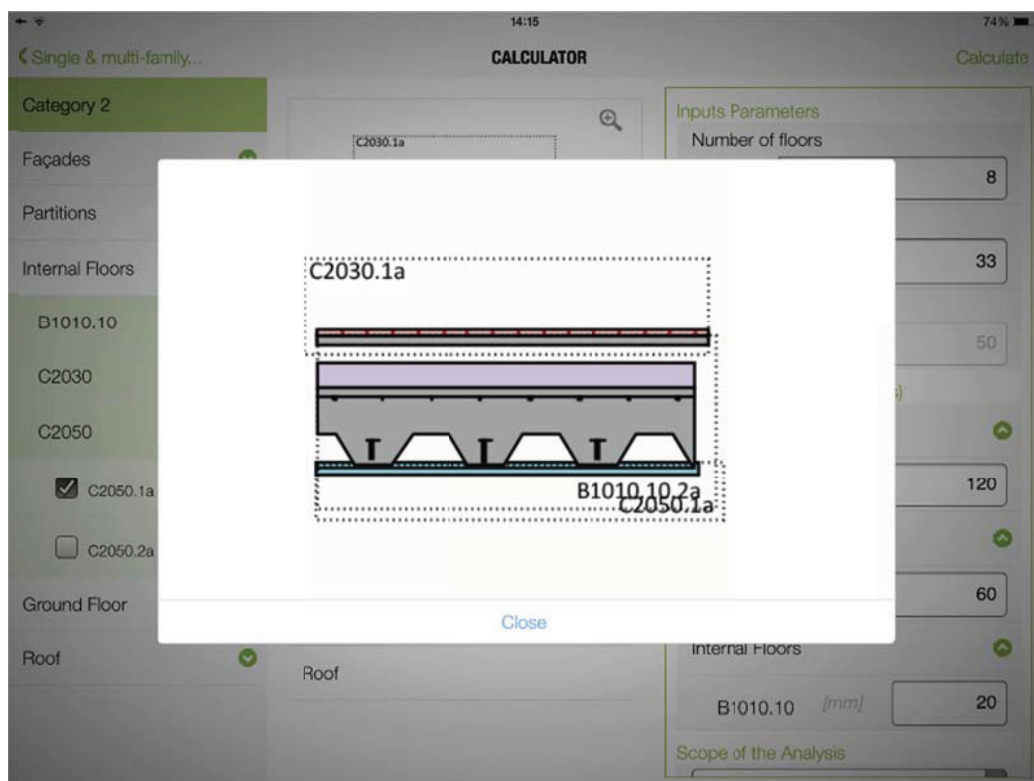 14:15
74%
Single & multi-family...
CALCULATOR
Calculate
Category 2
Façades
Partitions
Internal Floors
B1010.10
C2030
C2050
C2050.1a
C2050.2a
Ground Floor
Roof
C2030.1a
C2030.1a
B1010.10.2a
C2050.1a
Close
Roof
Inputs Parameters
Number of floors
8
33
50
s)
120
60
Internal Floors
B1010.10 [mm] 20
Scope of the Analysis